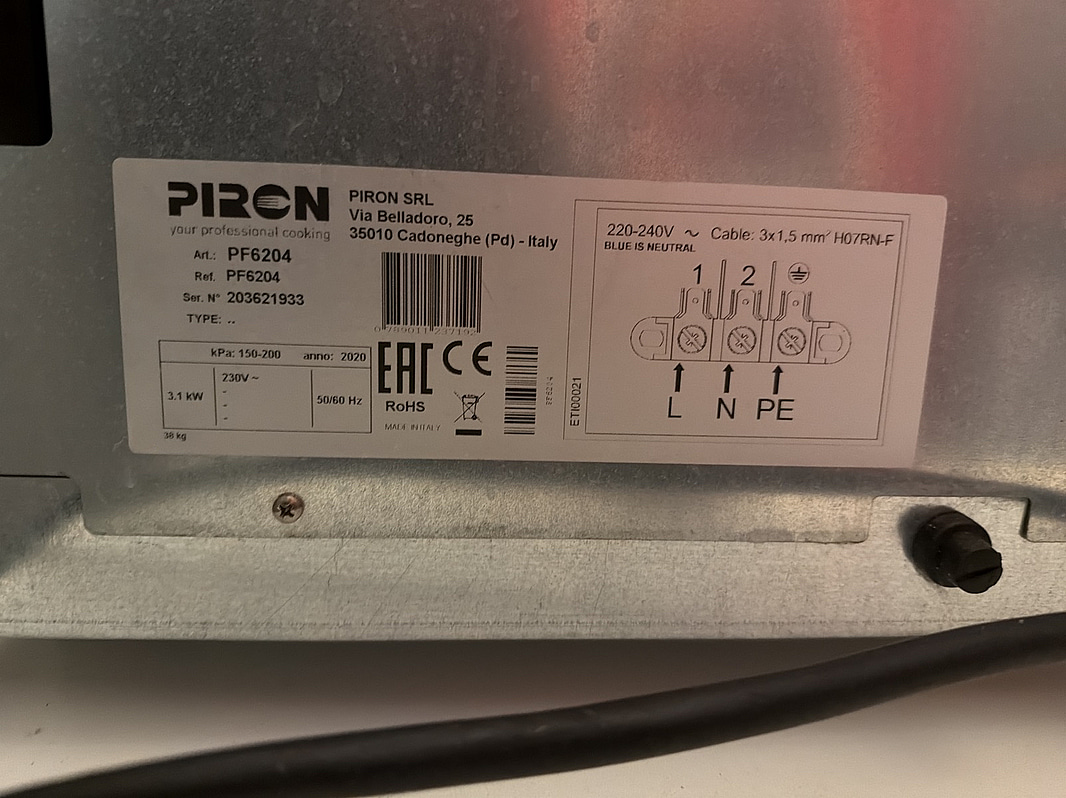 PIRON
your professional cooking
PIRON SRL
Via Belladoro, 25
35010 Cadoneghe (Pd) - Italy
Art.: PF6204
Ref. PF6204
Ser. N° 203621933
TYPE: --
kPa: 150-200 anno: 2020
3.1 kW
230V ~
-
-
-
50/60 Hz
38 kg
EAC CE
RoHS
MADE IN ITALY
ETI00021
220-240V ~ Cable: 3x1,5 mm² H07RN-F
BLUE IS NEUTRAL
1 2
L N PE